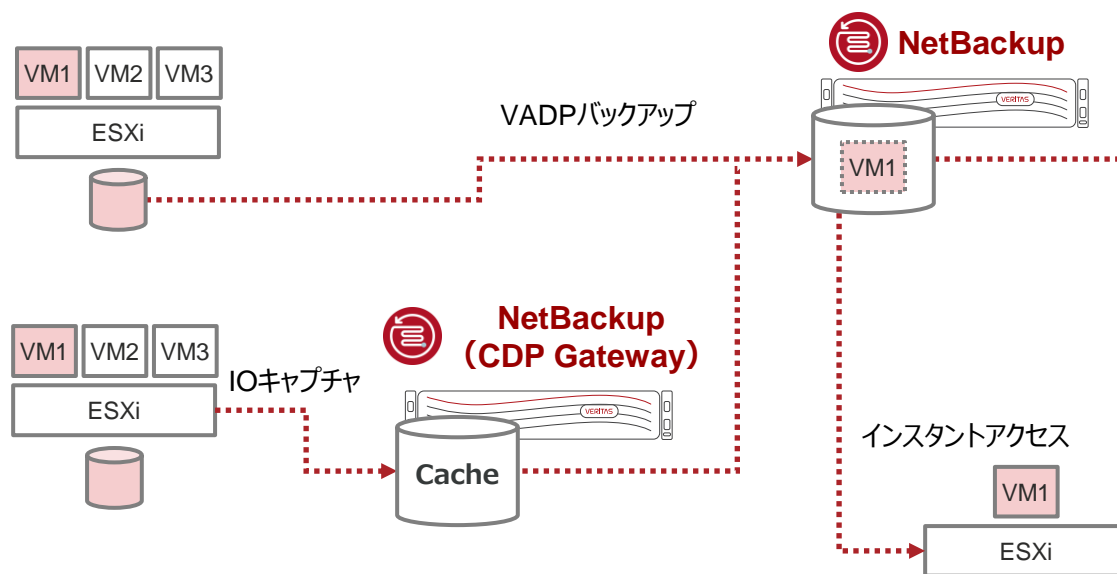 NetBackup
VM1 VM2 VM3
ESXi
VADPバックアップ
VERITAS
VM1
NetBackup
（CDP Gateway）
VM1 VM2 VM3
IOキャプチャ
ESXi
VERITAS
Cache
インスタントアクセス
VM1
ESXi